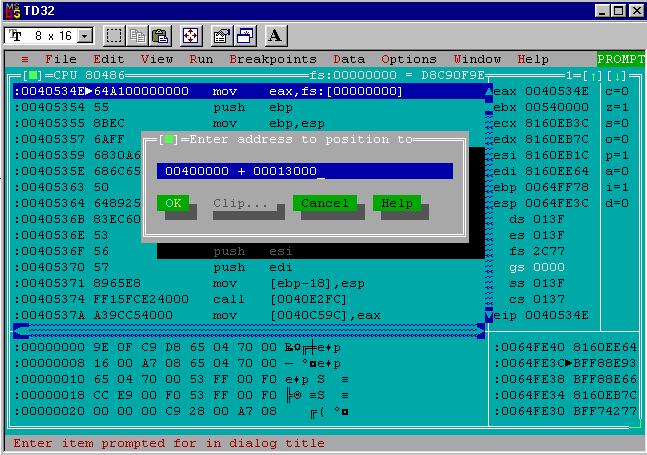 TD32
8 x 16
≡ File Edit View Run Breakpoints Data Options Window Help PROMPT
[■]=CPU 80486 fs:00000000 = D8C90F9E 1=[↑][↓]
:0040534E▶64A100000000 mov eax,fs:[00000000] eax 0040534E c=0
:00405354 55 push ebp ebx 00540000 z=1
:00405355 8BEC mov ebp,esp ecx 8160EB3C s=0
:00405357 6AFF edx 8160EB7C o=0
:00405359 6830A6 esi 8160EB1C p=1
:0040535E 686C65 edi 8160EE64 a=0
:00405363 50 ebp 0064FF78 i=1
:00405364 648925 esp 0064FE3C d=0
:0040536B 83EC60 ds 013F
:0040536E 53 es 013F
:0040536F 56 push esi fs 2C77
:00405370 57 push edi gs 0000
:00405371 8965E8 mov [ebp-18],esp ss 013F
:00405374 FF15FCE24000 call [0040E2FC] cs 0137
:0040537A A39CC54000 mov [0040C59C],eax eip 0040534E
[■]=Enter address to position to
00400000 + 00013000_
OK Clip... Cancel Help
:00000000 9E 0F C9 D8 65 04 70 00 :0064FE40 8160EE64
:00000008 16 00 A7 08 65 04 70 00 :0064FE3C▶BFF88E93
:00000010 65 04 70 00 53 FF 00 F0 e♦p S ≡ :0064FE38 BFF88E66
:00000018 CC E9 00 F0 53 FF 00 F0 :0064FE34 8160EB7C
:00000020 00 00 00 C9 28 00 A7 08 :0064FE30 BFF74277
Enter item prompted for in dialog title